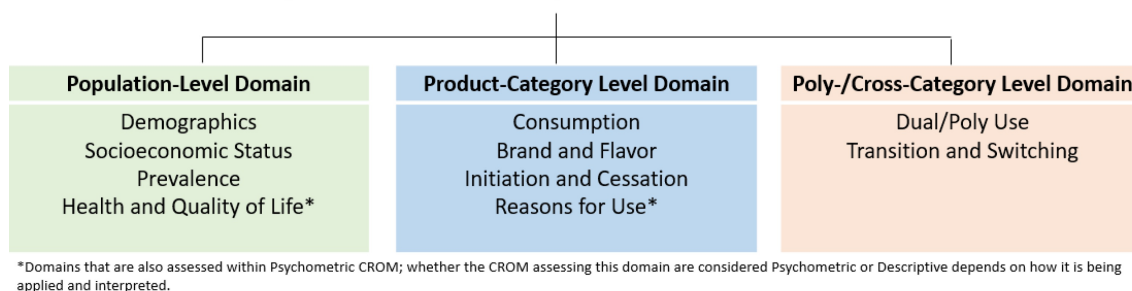 Population-Level Domain
Demographics
Socioeconomic Status
Prevalence
Health and Quality of Life*
Product-Category Level Domain
Consumption
Brand and Flavor
Initiation and Cessation
Reasons for Use*
Poly-/Cross-Category Level Domain
Dual/Poly Use
Transition and Switching
*Domains that are also assessed within Psychometric CROM; whether the CROM assessing this domain are considered Psychometric or Descriptive depends on how it is being
applied and interpreted.